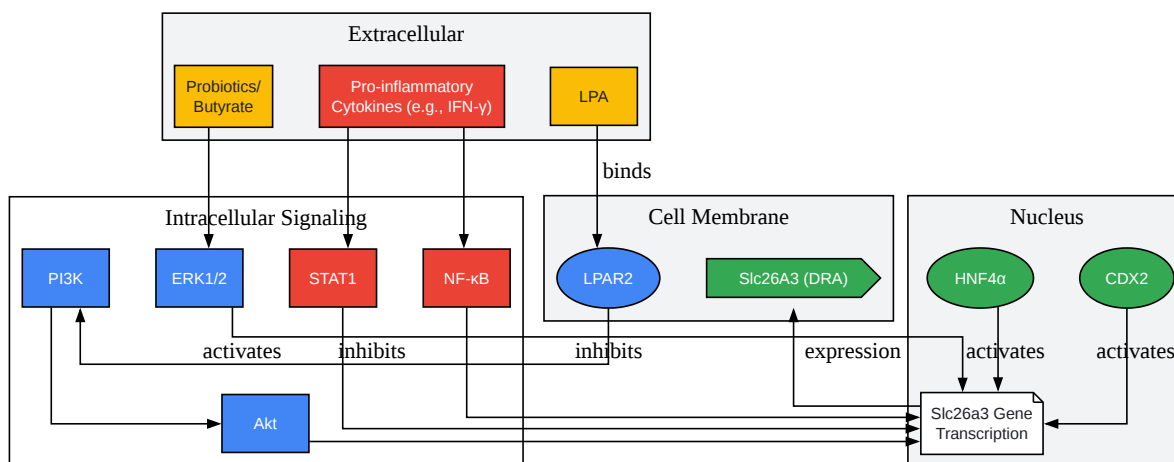 Extracellular
Probiotics/
Butyrate
Pro-inflammatory
Cytokines (e.g., IFN-γ)
LPA
binds
Intracellular Signaling
Cell Membrane
Nucleus
PI3K
ERK1/2
STAT1
NF-κB
LPAR2
Slc26A3 (DRA)
HNF4α
CDX2
activates
inhibits
inhibits
expression
activates
activates
Akt
Slc26a3 Gene
Transcription